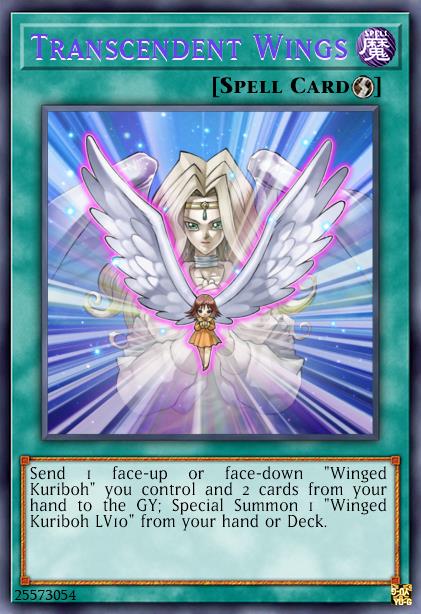 Transcendent Wings
SPELL
魔
[Spell Card]
Send 1 face-up or face-down "Winged
Kuriboh" you control and 2 cards from your
hand to the GY; Special Summon 1 "Winged
Kuriboh LV10" from your hand or Deck.
25573054